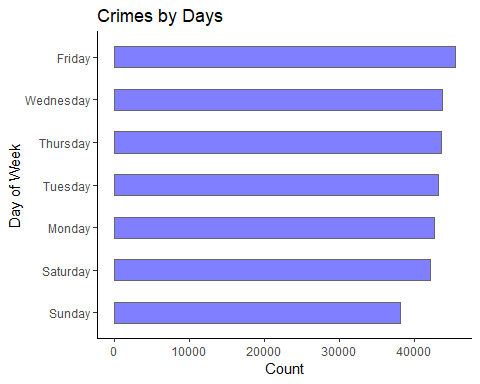 Crimes by Days
Day of Week
Friday
Wednesday
Thursday
Tuesday
Monday
Saturday
Sunday
0 10000 20000 30000 40000
Count